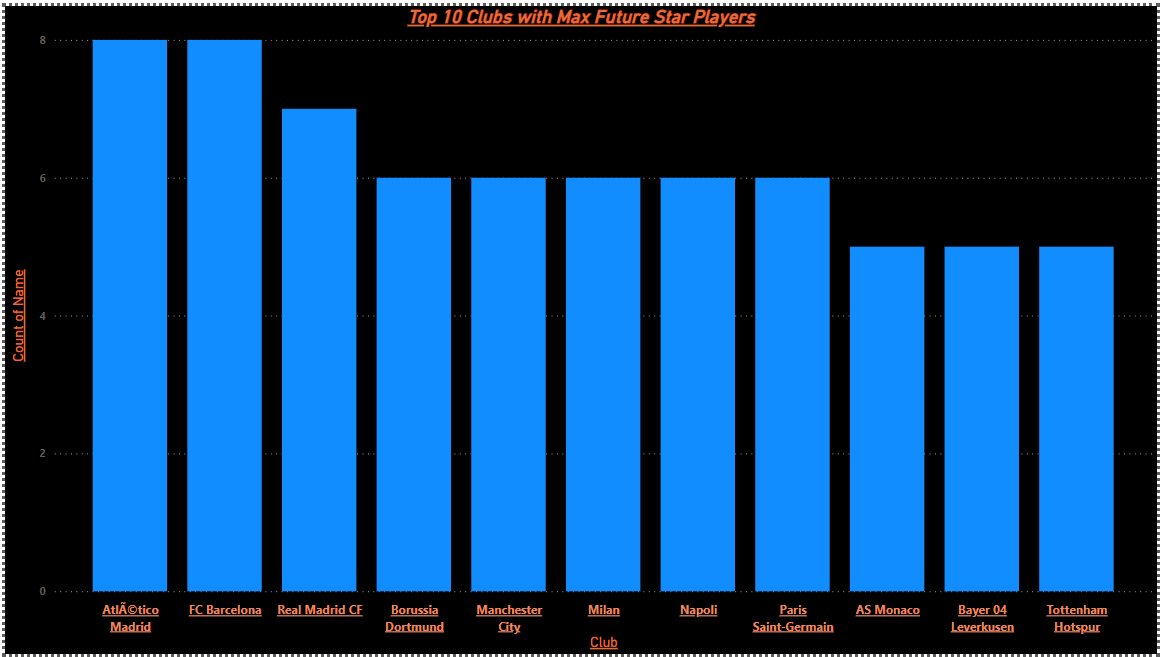 Top 10 Clubs with Max Future Star Players
8
6
4
2
0
Count of Name
AtlÃ©tico
Madrid
FC Barcelona
Real Madrid CF
Borussia
Dortmund
Manchester
City
Milan
Napoli
Paris
Saint-Germain
AS Monaco
Bayer 04
Leverkusen
Tottenham
Hotspur
Club